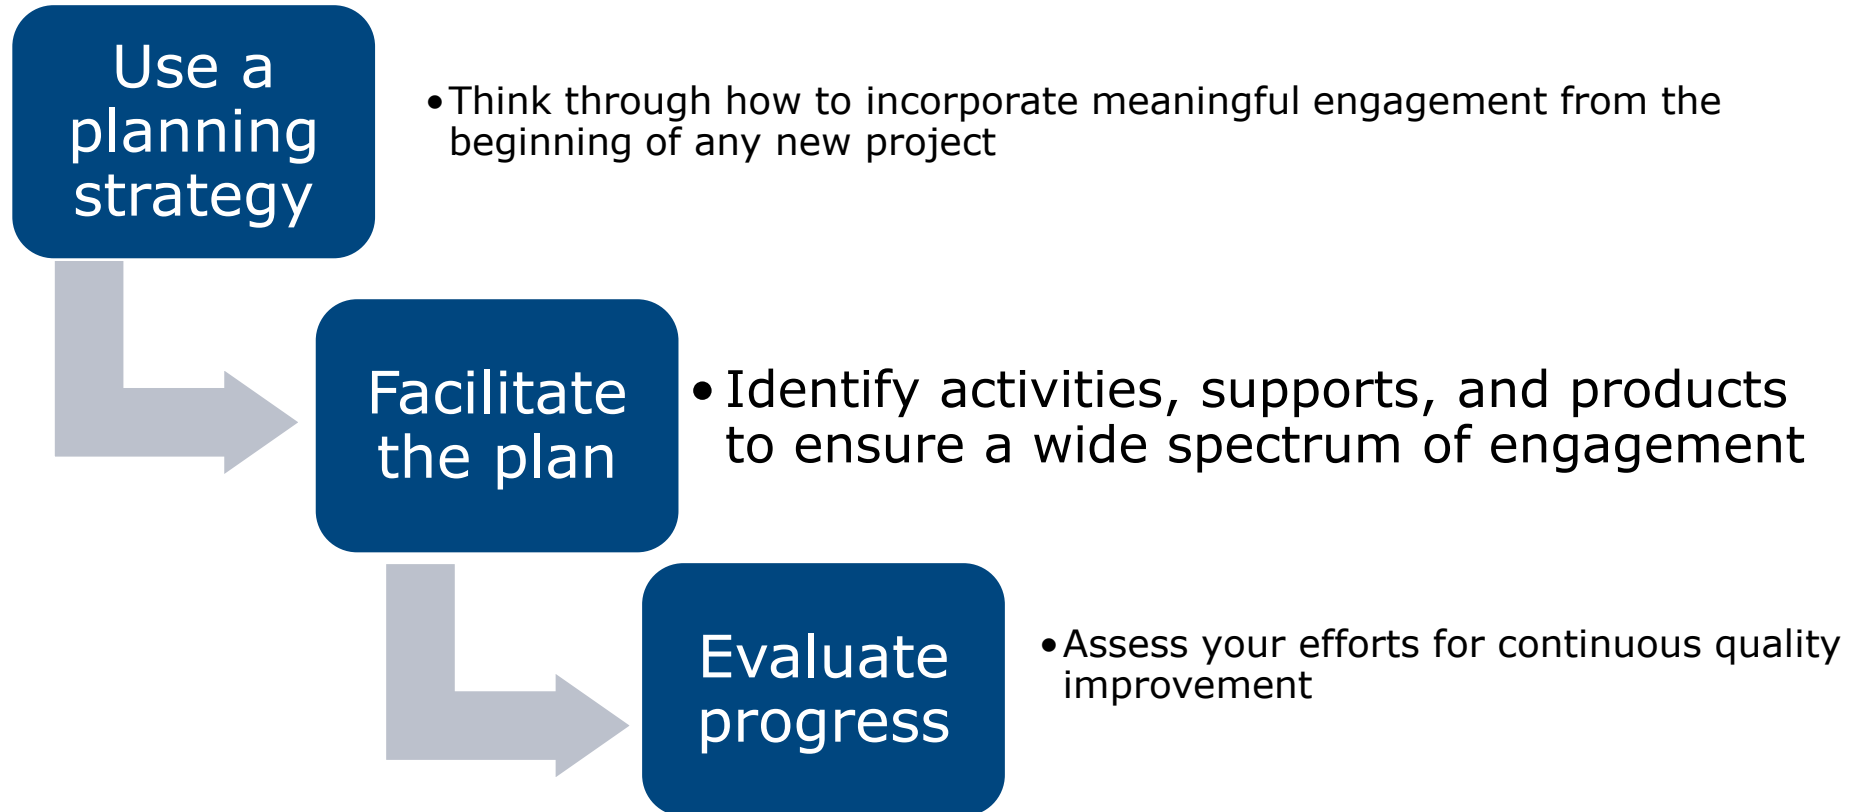 Use a
planning
strategy
•Think through how to incorporate meaningful engagement from the
beginning of any new project
Facilitate
the plan
• Identify activities, supports, and products
to ensure a wide spectrum of engagement
Evaluate
progress
•Assess your efforts for continuous quality
improvement